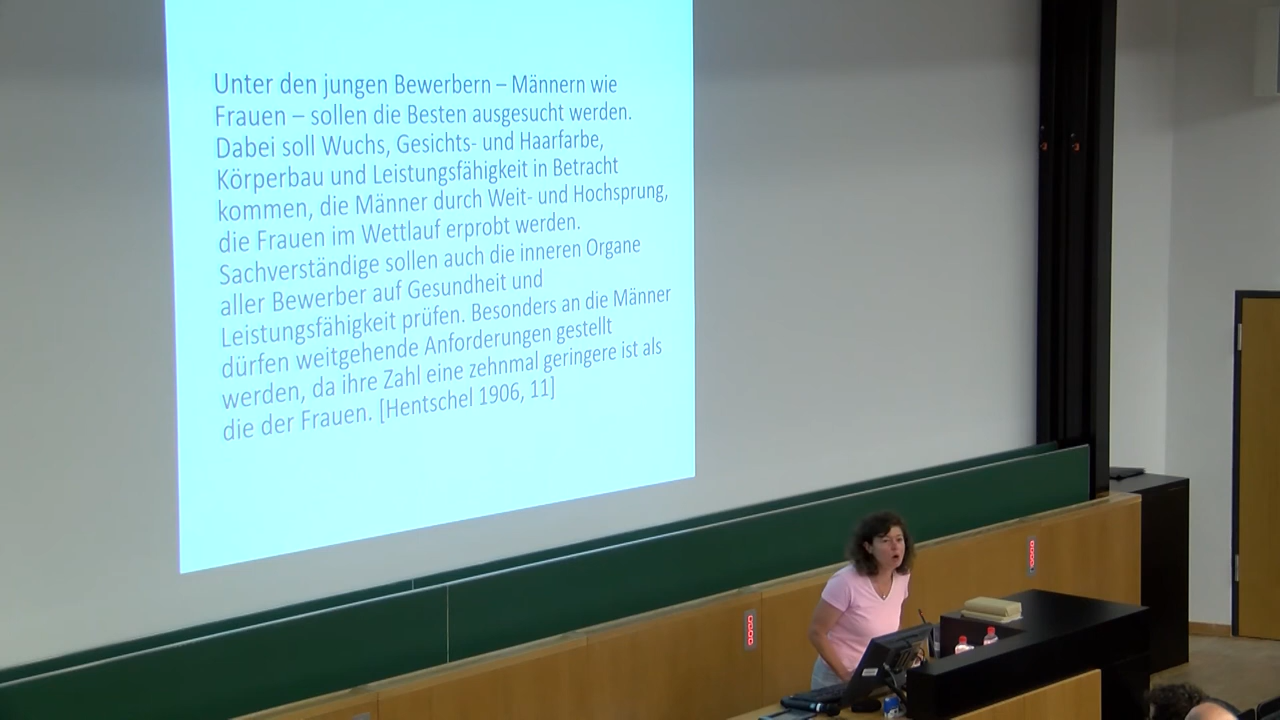 Unter den jungen Bewerbern – Männern wie
Frauen – sollen die Besten ausgesucht werden.
Dabei soll Wuchs, Gesichts- und Haarfarbe,
Körperbau und Leistungsfähigkeit in Betracht
kommen, die Männer durch Weit- und Hochsprung,
die Frauen im Wettlauf erprobt werden.
Sachverständige sollen auch die inneren Organe
aller Bewerber auf Gesundheit und
Leistungsfähigkeit prüfen. Besonders an die Männer
dürfen weitgehende Anforderungen gestellt
werden, da ihre Zahl eine zehnmal geringere ist als
die der Frauen. [Hentschel 1906, 11]